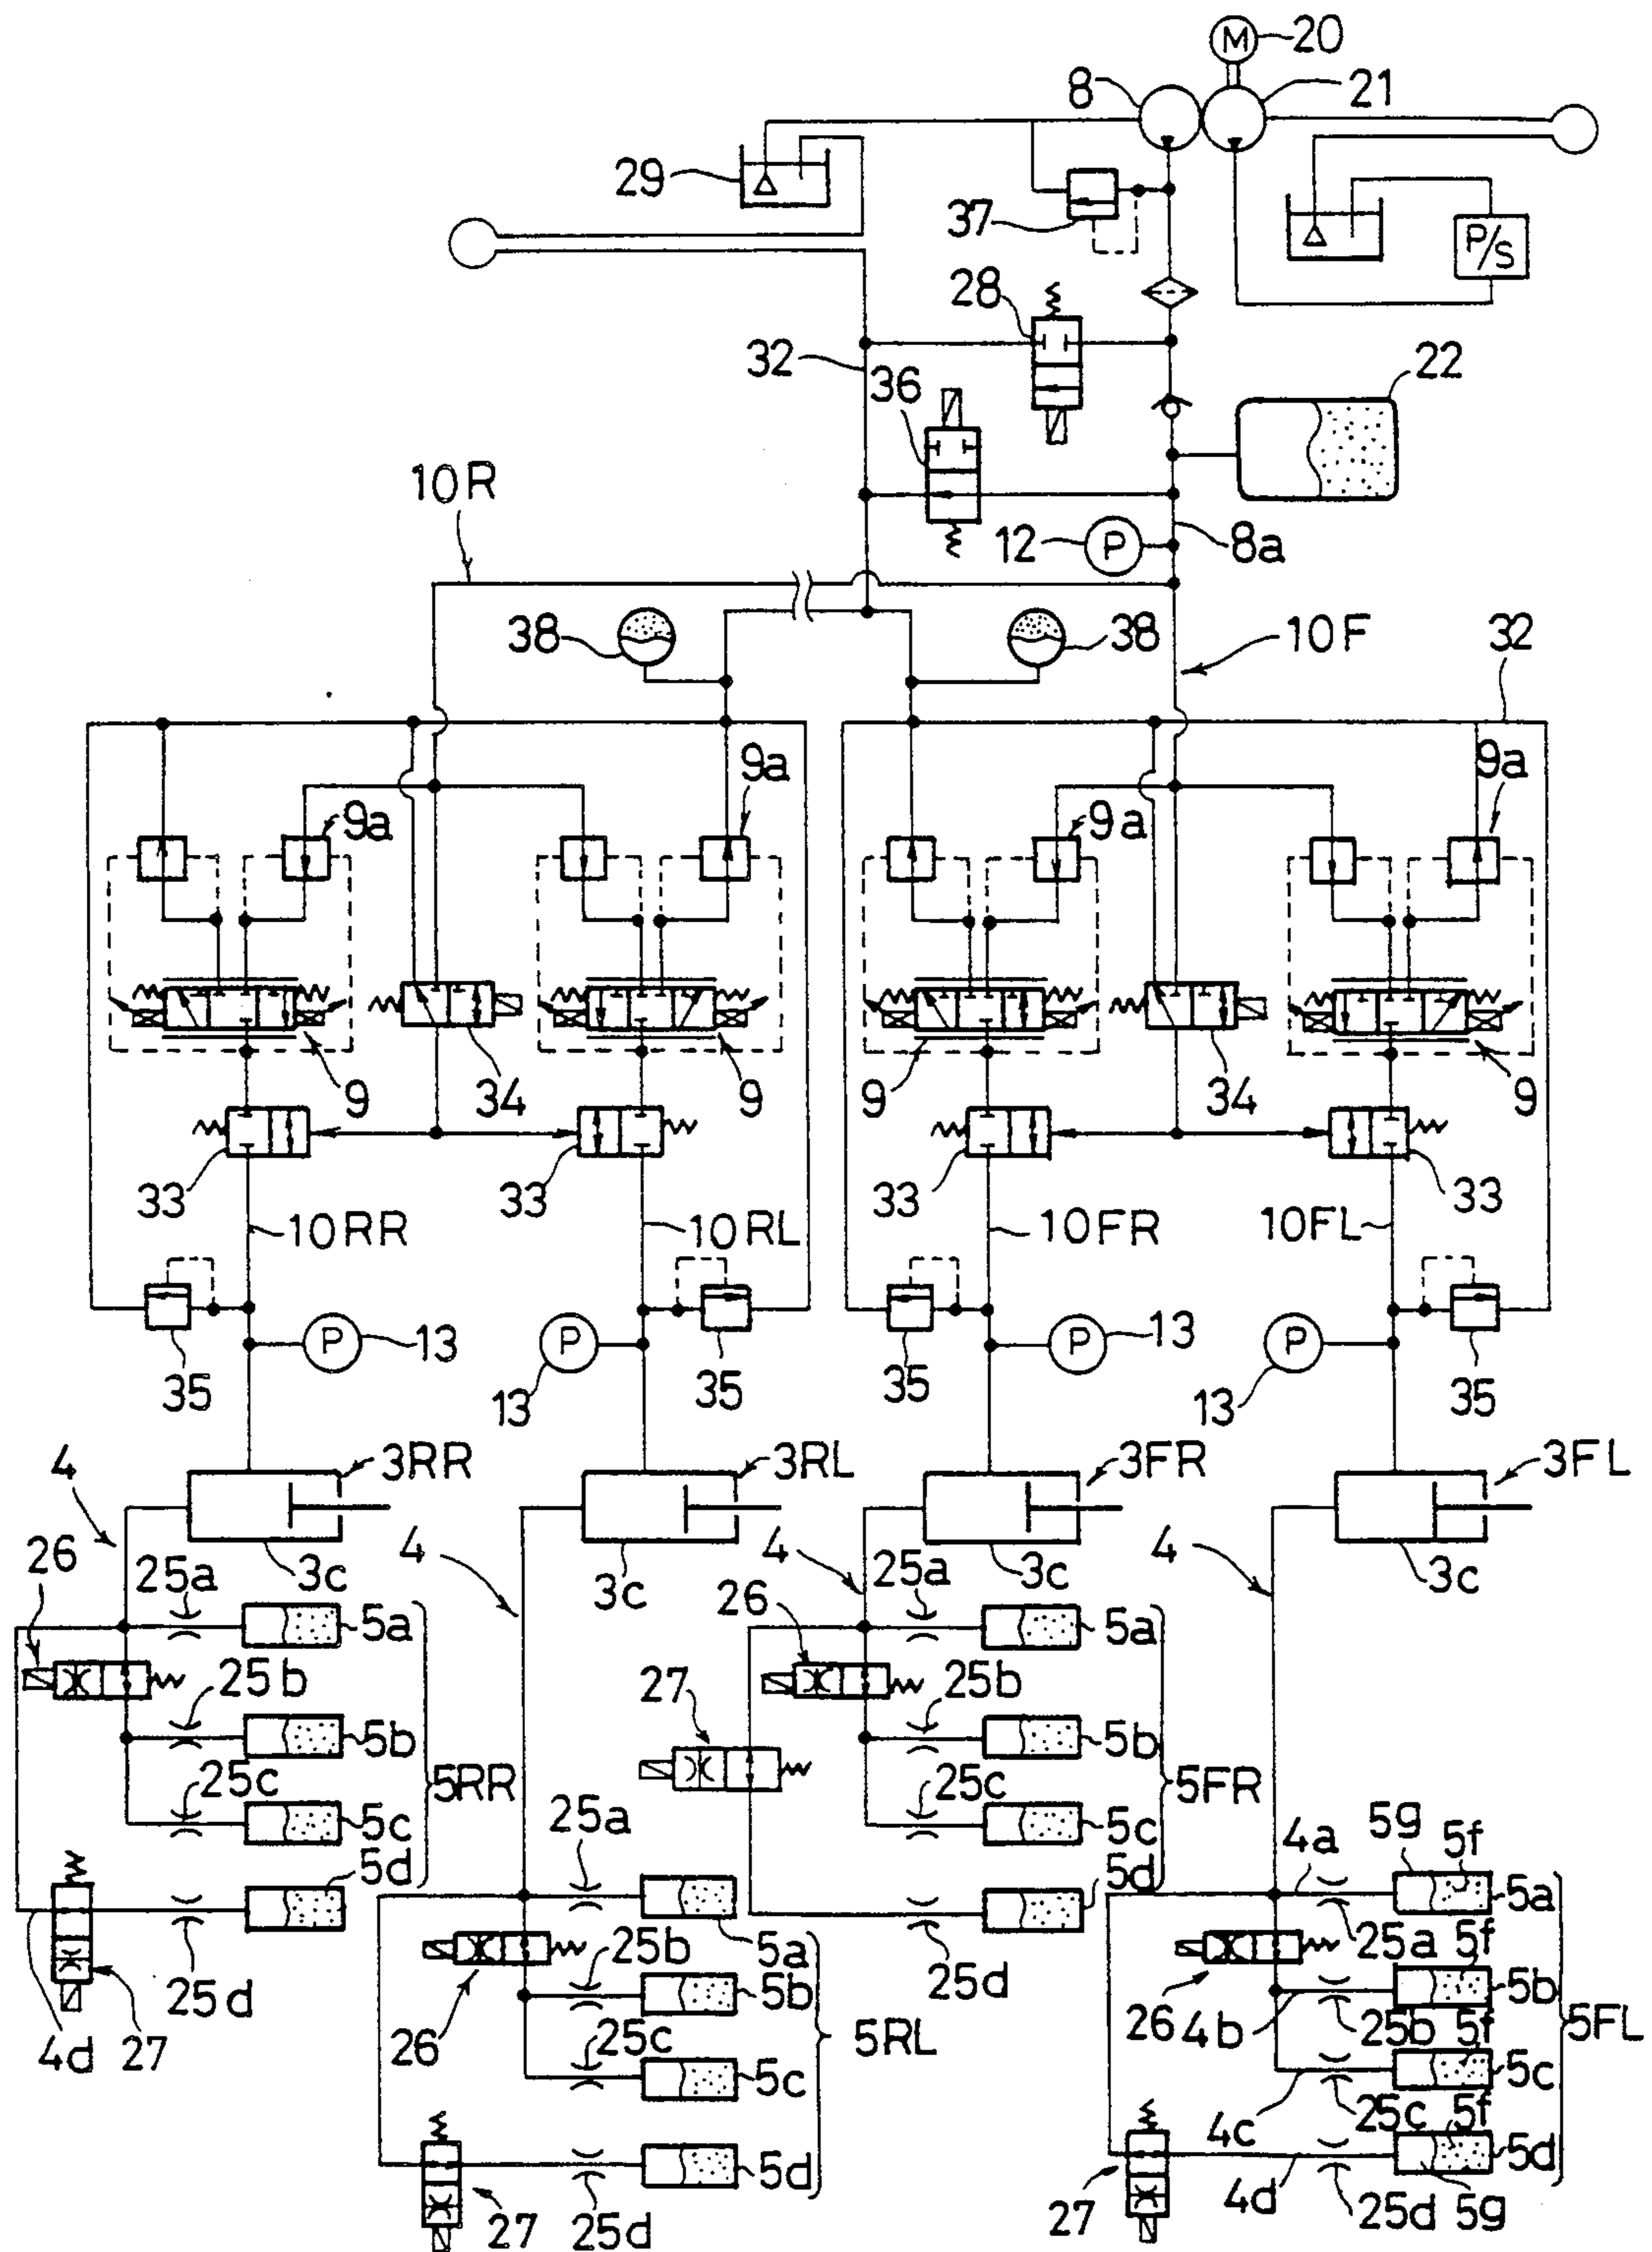 M 20
8 21
29
37
P/S
28
32
22
36
10R
12 P 8a
38 38 10F 32
9a 9a
9a 9a
9 34 9 9 34 9
33 33 33 33
10RR 10RL 10FR 10FL
P 13 P P 13 P
35 13 35 35 13 35
4 3RR 3RL 3FR 3FL
26 25a 3c 4 3c 4 25a 3c 4 3c
26
5a 5a
25b 27 25b
5b 5b
25c 5RR 25c 5FR
5c 25a 5c 4a 5g 5f
5d 5d 5a
25b 5a 25a 5f
5b 25d 26 4b 25b 5b
4d 27 25d 26 25c 5RL 5f 5FL
5c 5c
4c 25c 5f
5d 5d
27 25d 27 4d 25d 5g